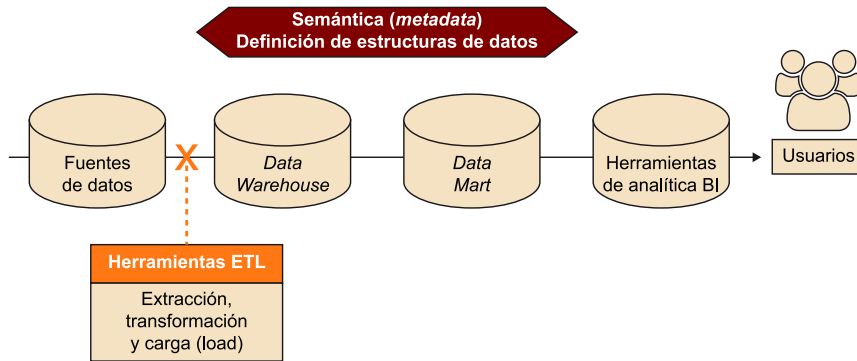 Semántica (metadata)
Definición de estructuras de datos
Fuentes
de datos
X
Data
Warehouse
Data
Mart
Herramientas
de analítica BI
Usuarios
Herramientas ETL
Extracción,
transformación
y carga (load)